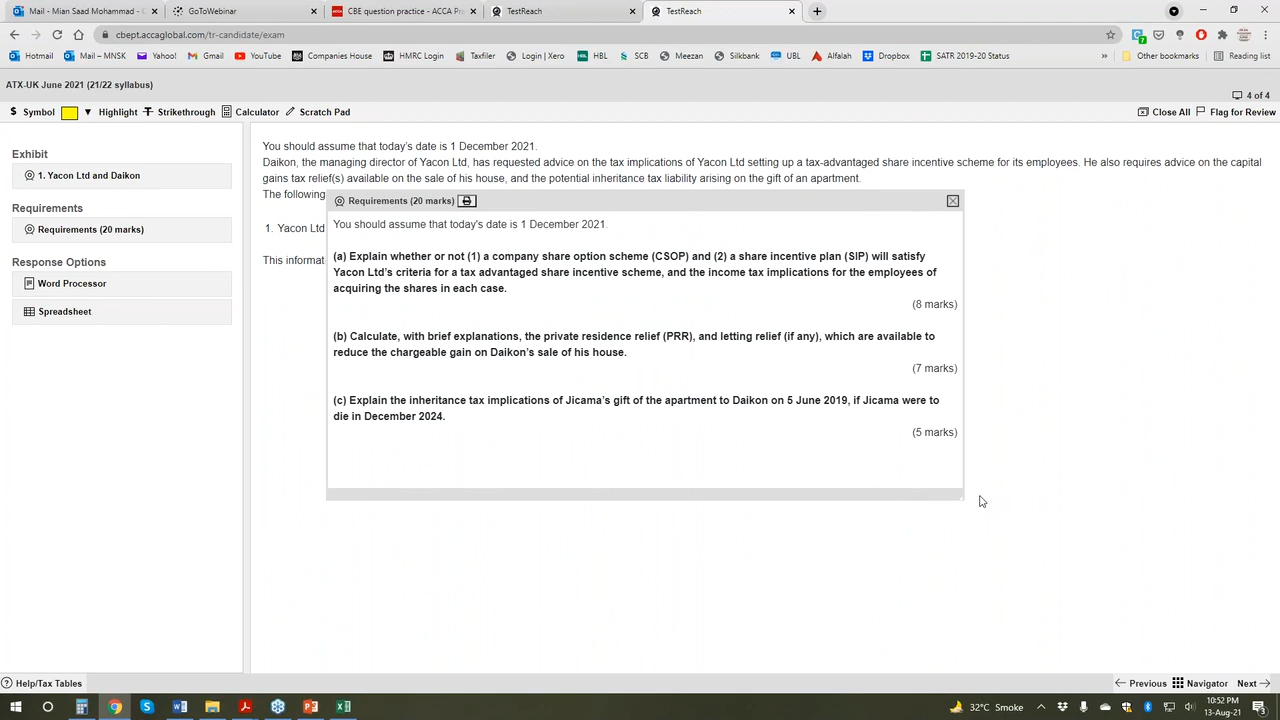 Mail - Mian Saad Mohammad - C
GoToWebinar
CBE question practice - ACCA Pr
TestReach
TestReach
cbept.accaglobal.com/tr-candidate/exam
Hotmail Mail – MNSK Yahoo! Gmail YouTube Companies House HMRC Login Taxfiler Login | Xero HBL SCB Meezan Silkbank UBL Alfalah Dropbox SATR 2019-20 Status » Other bookmarks Reading list
ATX-UK June 2021 (21/22 syllabus)
4 of 4
$ Symbol Highlight Strikethrough Calculator Scratch Pad Close All Flag for Review
Exhibit
1. Yacon Ltd and Daikon
Requirements
Requirements (20 marks)
Response Options
Word Processor
Spreadsheet
You should assume that today's date is 1 December 2021.
Daikon, the managing director of Yacon Ltd, has requested advice on the tax implications of Yacon Ltd setting up a tax-advantaged share incentive scheme for its employees. He also requires advice on the capital
gains tax relief(s) available on the sale of his house, and the potential inheritance tax liability arising on the gift of an apartment.
The following
1. Yacon Ltd
This informat
Requirements (20 marks)
You should assume that today's date is 1 December 2021.
(a) Explain whether or not (1) a company share option scheme (CSOP) and (2) a share incentive plan (SIP) will satisfy
Yacon Ltd's criteria for a tax advantaged share incentive scheme, and the income tax implications for the employees of
acquiring the shares in each case.
(8 marks)
(b) Calculate, with brief explanations, the private residence relief (PRR), and letting relief (if any), which are available to
reduce the chargeable gain on Daikon's sale of his house.
(7 marks)
(c) Explain the inheritance tax implications of Jicama's gift of the apartment to Daikon on 5 June 2019, if Jicama were to
die in December 2024.
(5 marks)
Help/Tax Tables
Previous Navigator Next
32°C Smoke
10:52 PM
13-Aug-21